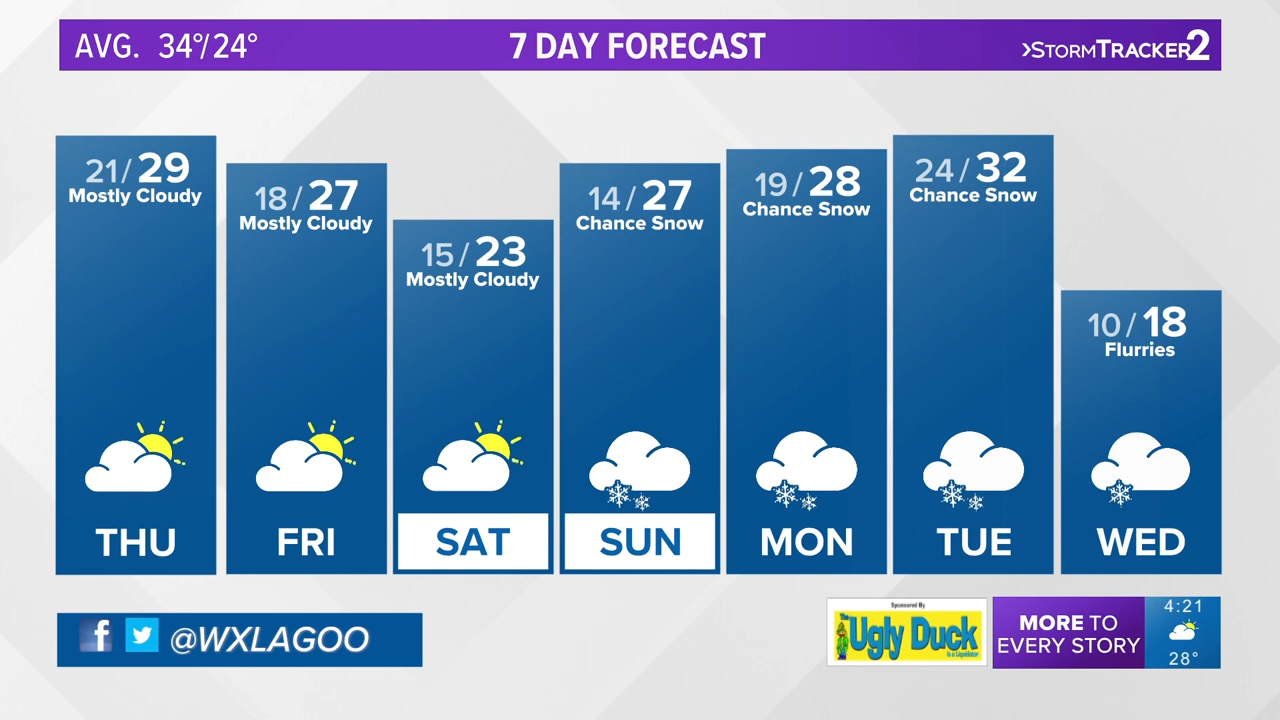 AVG. 34°/24°
7 DAY FORECAST
STORMTRACKER2
21/29
Mostly Cloudy
THU
18/27
Mostly Cloudy
FRI
15/23
Mostly Cloudy
SAT
14/27
Chance Snow
SUN
19/28
Chance Snow
MON
24/32
Chance Snow
TUE
10/18
Flurries
WED
f
@WXLAGOO
Sponsored By
The
Ugly Duck
is a Liquidator
MORE TO
EVERY STORY
4:21
28°